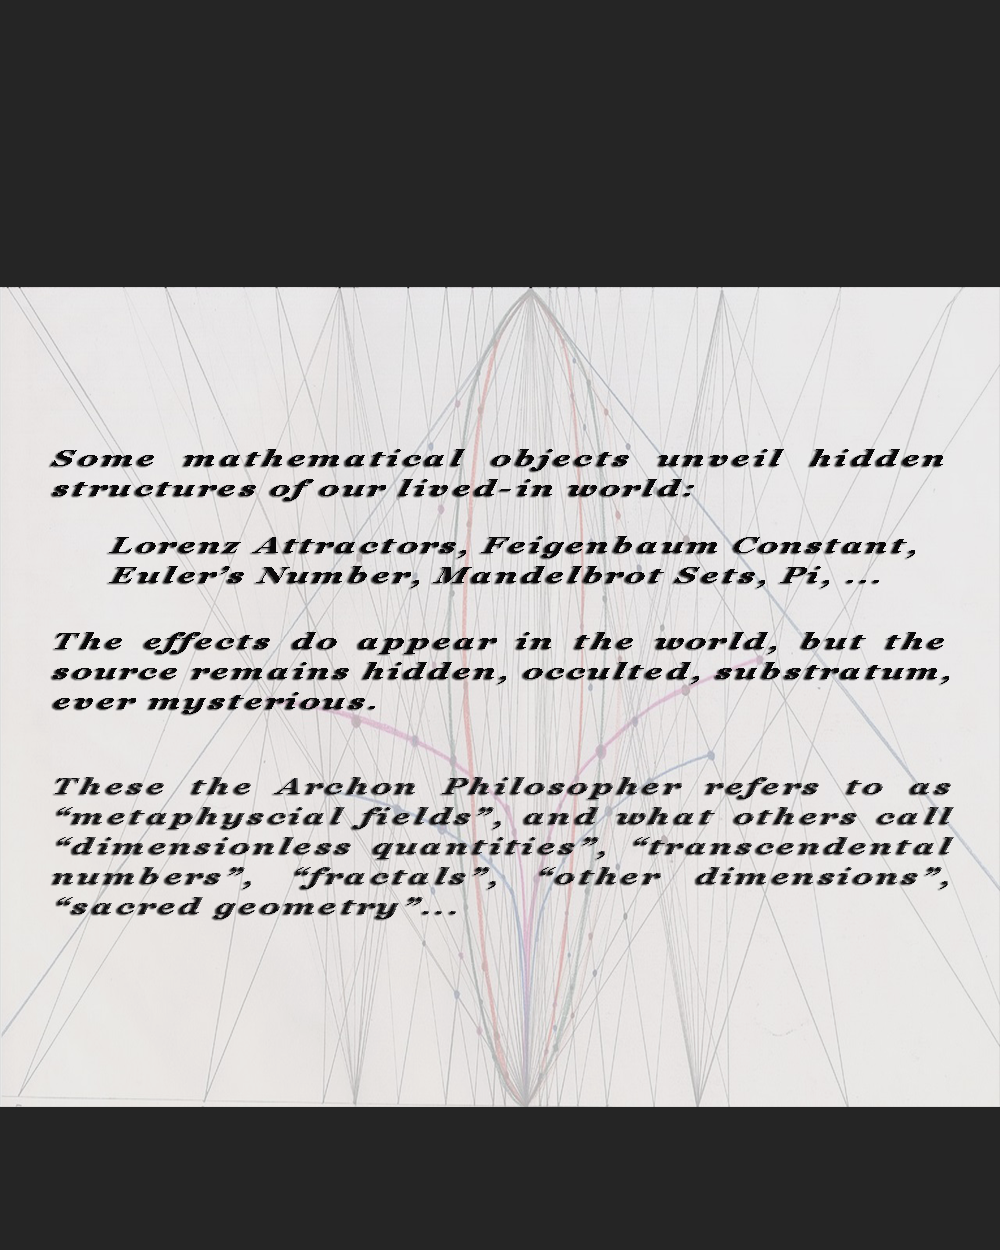 Some mathematical objects unveil hidden
structures of our lived-in world:
Lorenz Attractors, Feigenbaum Constant,
Euler’s Number, Mandelbrot Sets, Pi, ...
The effects do appear in the world, but the
source remains hidden, occulted, substratum,
ever mysterious.
These the Archon Philosopher refers to as
“metaphyscial fields”, and what others call
“dimensionless quantities”, “transcendental
numbers”, “fractals”, “other dimensions”,
“sacred geometry”...